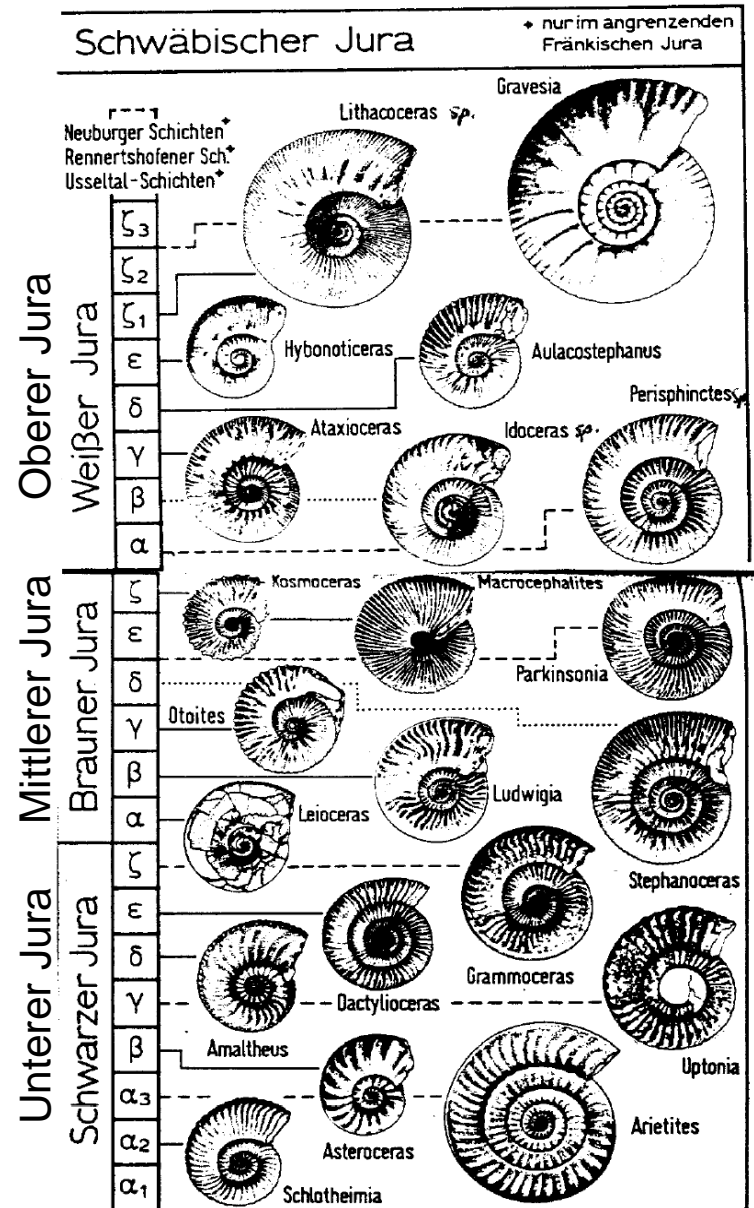 Schwäbischer Jura
+ nur im angrenzenden
Fränkischen Jura
Gravesia
Lithacoceras sp.
Neuburger Schichten+
Rennertshofener Sch.+
Usseltal-Schichten+
Oberer Jura
Weißer Jura
ζ3
ζ2
ζ1
ε
δ
γ
β
α
Hybonoticeras
Aulacostephanus
Perisphinctes sp.
Ataxioceras
Idoceras sp.
Mittlerer Jura
Brauner Jura
ζ
ε
δ
γ
β
α
Kosmoceras
Macrocephalites
Parkinsonia
Otoites
Ludwigia
Leioceras
Stephanoceras
Unterer Jura
Schwarzer Jura
ζ
ε
δ
γ
β
α3
α2
α1
Grammoceras
Dactylioceras
Amaltheus
Uptonia
Arietites
Asteroceras
Schlotheimia